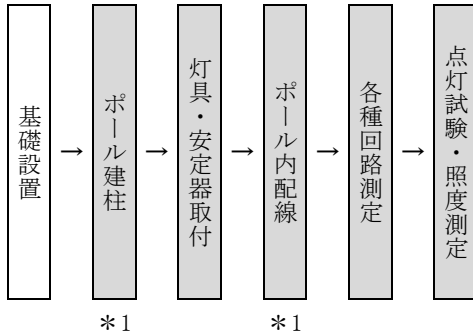 基礎設置
→
ポール建柱
→
灯具・安定器取付
→
ポール内配線
→
各種回路測定
→
点灯試験・照度測定
＊1
＊1